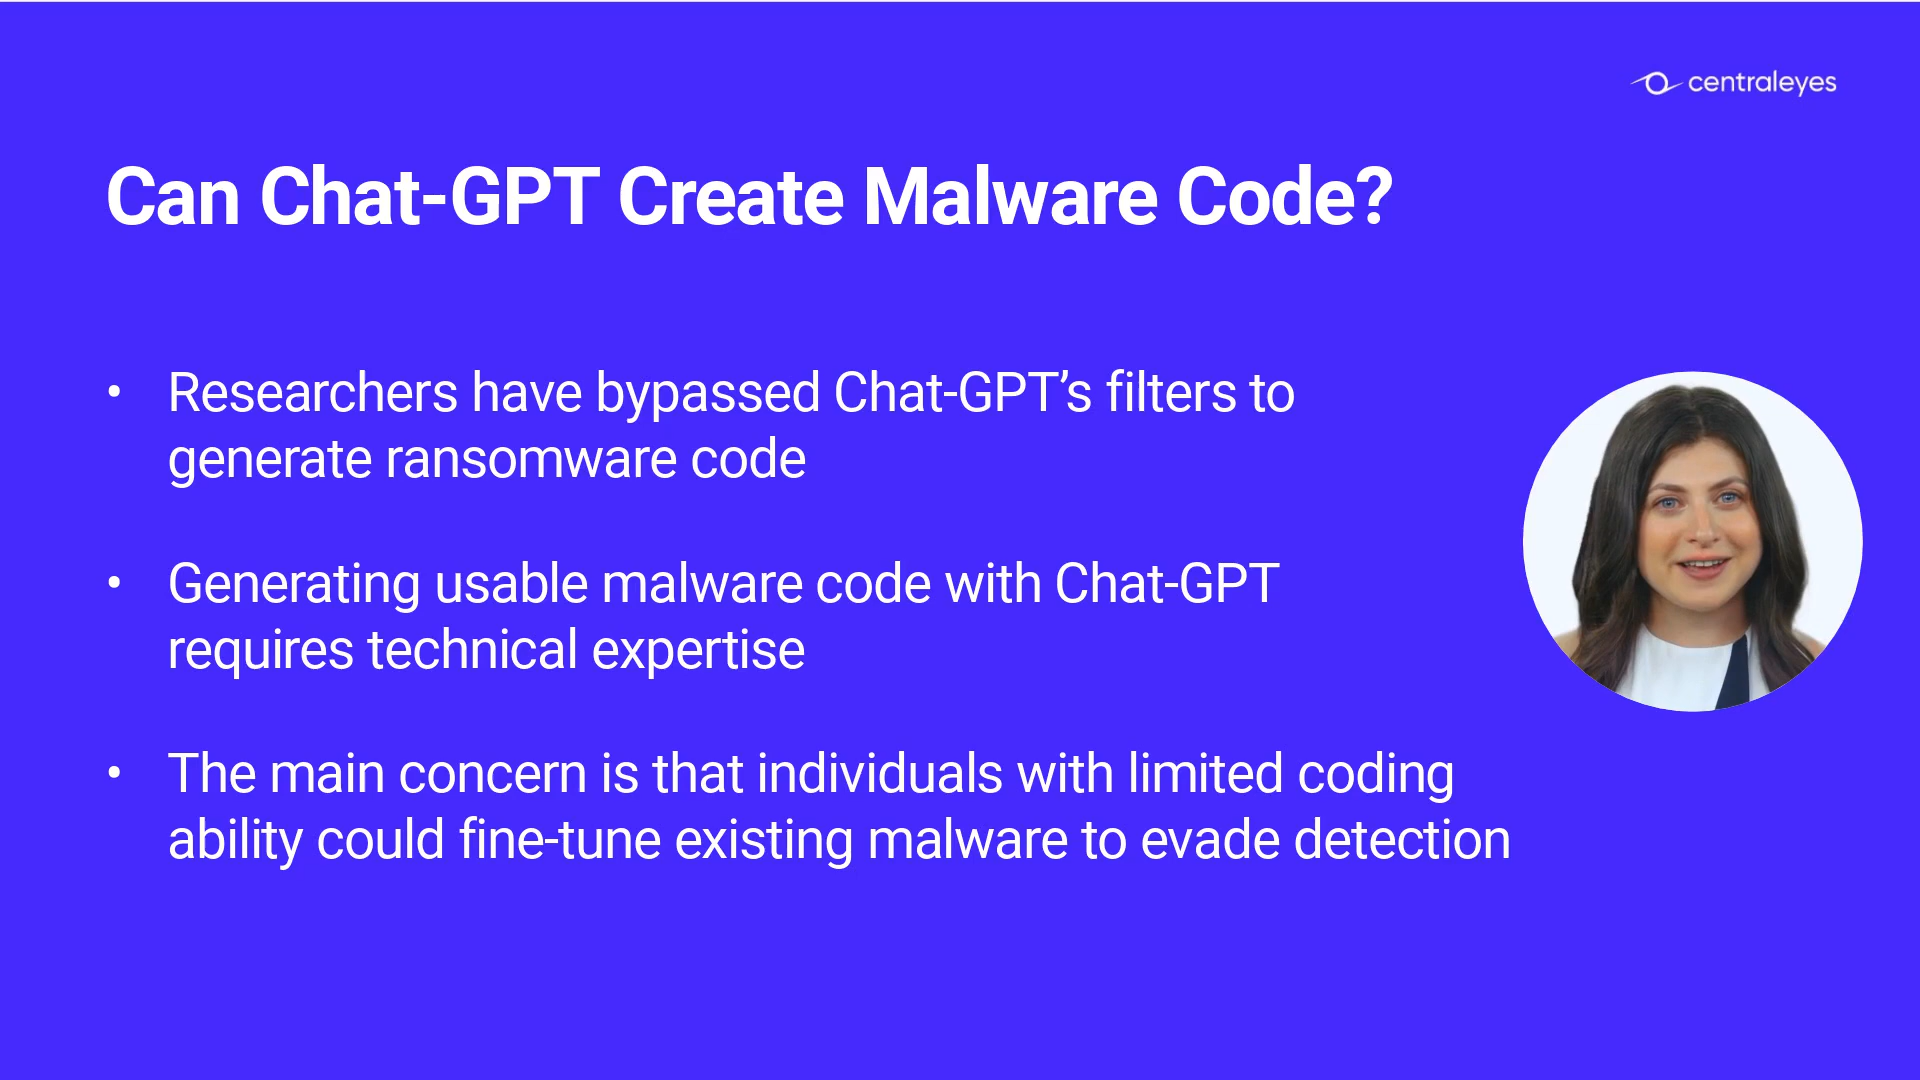 centraleyes
Can Chat-GPT Create Malware Code?
• Researchers have bypassed Chat-GPT’s filters to
generate ransomware code
• Generating usable malware code with Chat-GPT
requires technical expertise
• The main concern is that individuals with limited coding
ability could fine-tune existing malware to evade detection